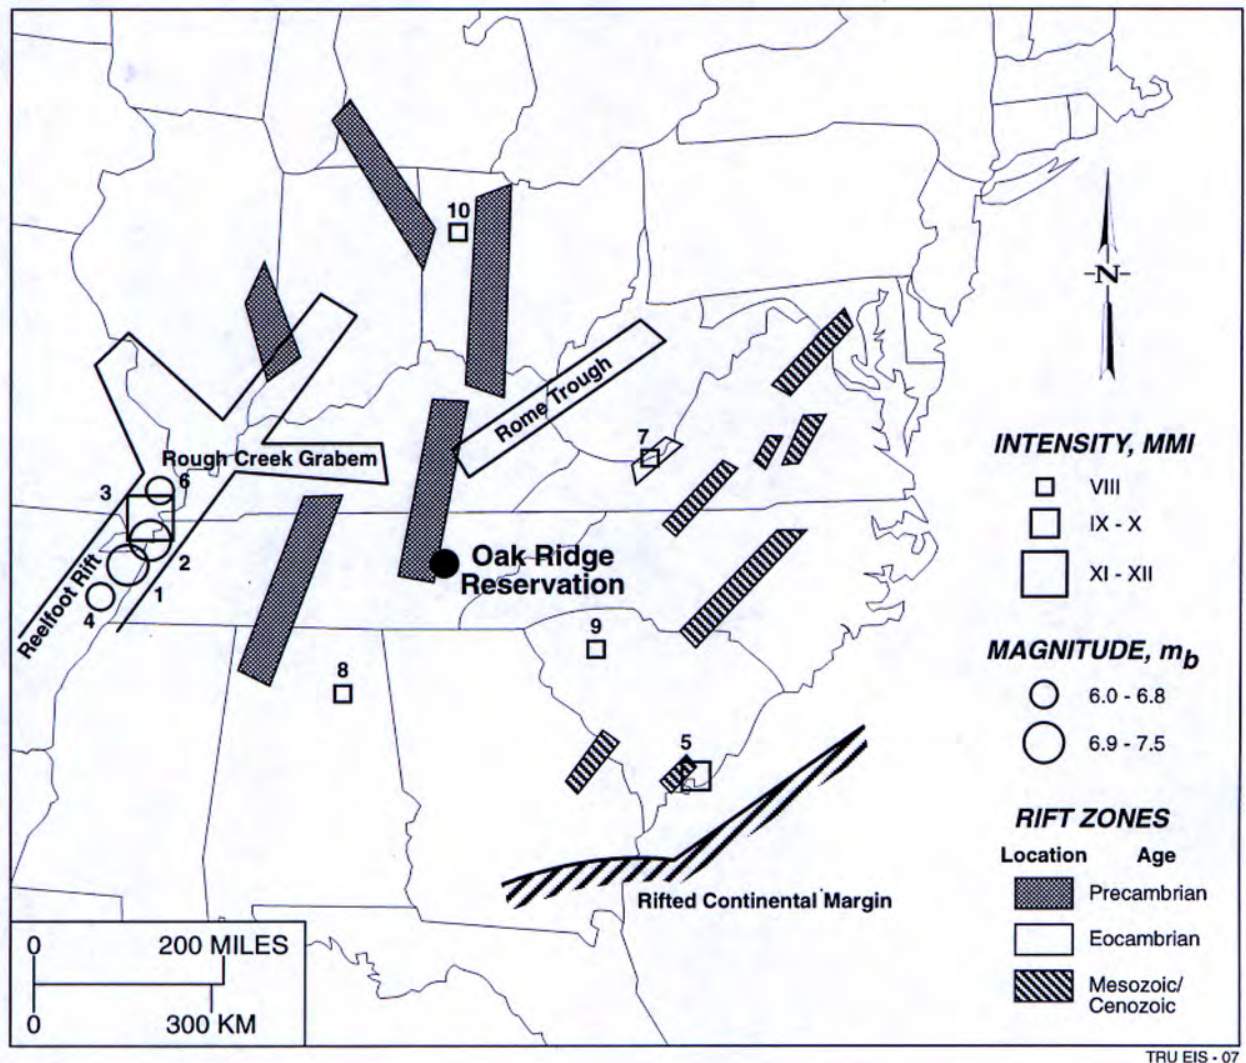 10
Rome Trough
7
Rough Creek Grabem
6
3
2
Oak Ridge
Reservation
Reelfoot Rift
1
4
9
8
5
Rifted Continental Margin
N
INTENSITY, MMI
VIII
IX - X
XI - XII
MAGNITUDE, mb
6.0 - 6.8
6.9 - 7.5
RIFT ZONES
Location Age
Precambrian
Eocambrian
Mesozoic/
Cenozoic
0 200 MILES
0 300 KM
TRU EIS - 07